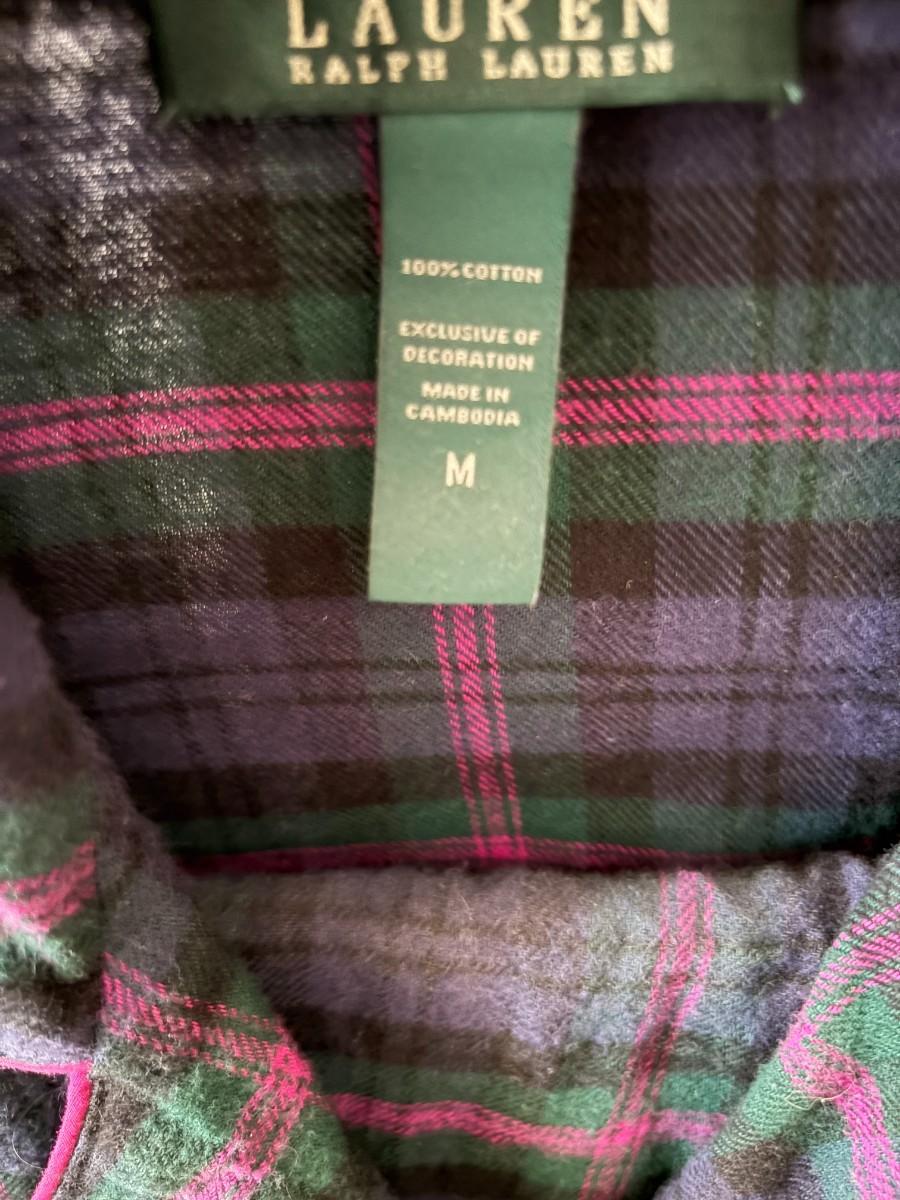 LAUREN
RALPH LAUREN
100% COTTON
EXCLUSIVE OF
DECORATION
MADE IN
CAMBODIA
M